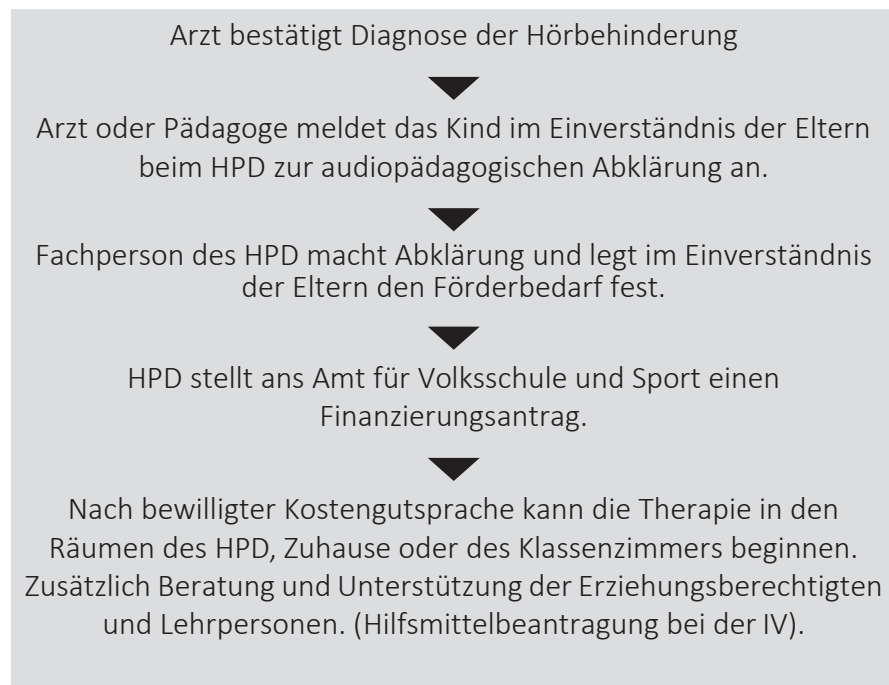 Arzt bestätigt Diagnose der Hörbehinderung
Arzt oder Pädagoge meldet das Kind im Einverständnis der Eltern
beim HPD zur audiopädagogischen Abklärung an.
Fachperson des HPD macht Abklärung und legt im Einverständnis
der Eltern den Förderbedarf fest.
HPD stellt ans Amt für Volksschule und Sport einen
Finanzierungsantrag.
Nach bewilligter Kostengutsprache kann die Therapie in den
Räumen des HPD, Zuhause oder des Klassenzimmers beginnen.
Zusätzlich Beratung und Unterstützung der Erziehungsberechtigten
und Lehrpersonen. (Hilfsmittelbeantragung bei der IV).